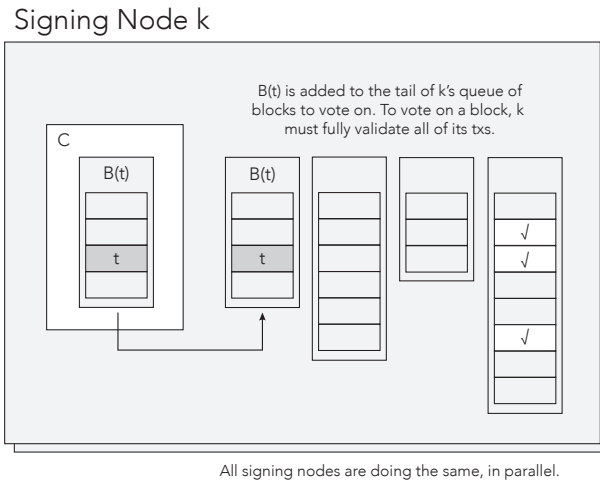 Signing Node k
B(t) is added to the tail of k's queue of
blocks to vote on. To vote on a block, k
must fully validate all of its txs.
C
B(t)
B(t)
t
t
√
√
√
All signing nodes are doing the same, in parallel.